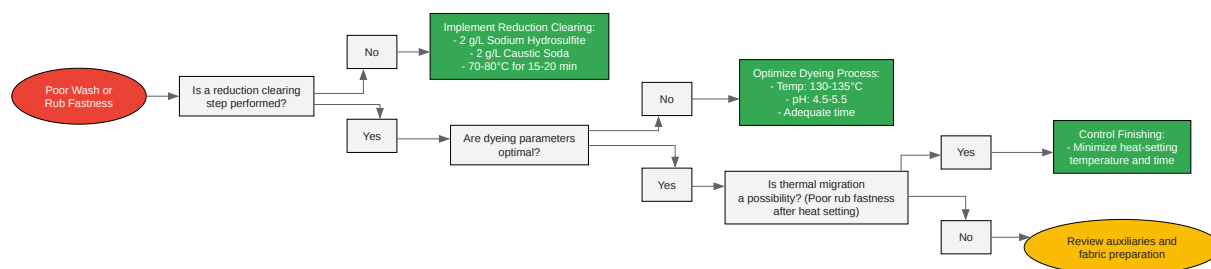 Poor Wash or
Rub Fastness
Is a reduction clearing
step performed?
No
Implement Reduction Clearing:
- 2 g/L Sodium Hydrosulfite
- 2 g/L Caustic Soda
- 70-80°C for 15-20 min
Yes
Are dyeing parameters
optimal?
No
Optimize Dyeing Process:
- Temp: 130-135°C
- pH: 4.5-5.5
- Adequate time
Yes
Is thermal migration
a possibility? (Poor rub fastness
after heat setting)
Yes
Control Finishing:
- Minimize heat-setting
temperature and time
No
Review auxiliaries and
fabric preparation